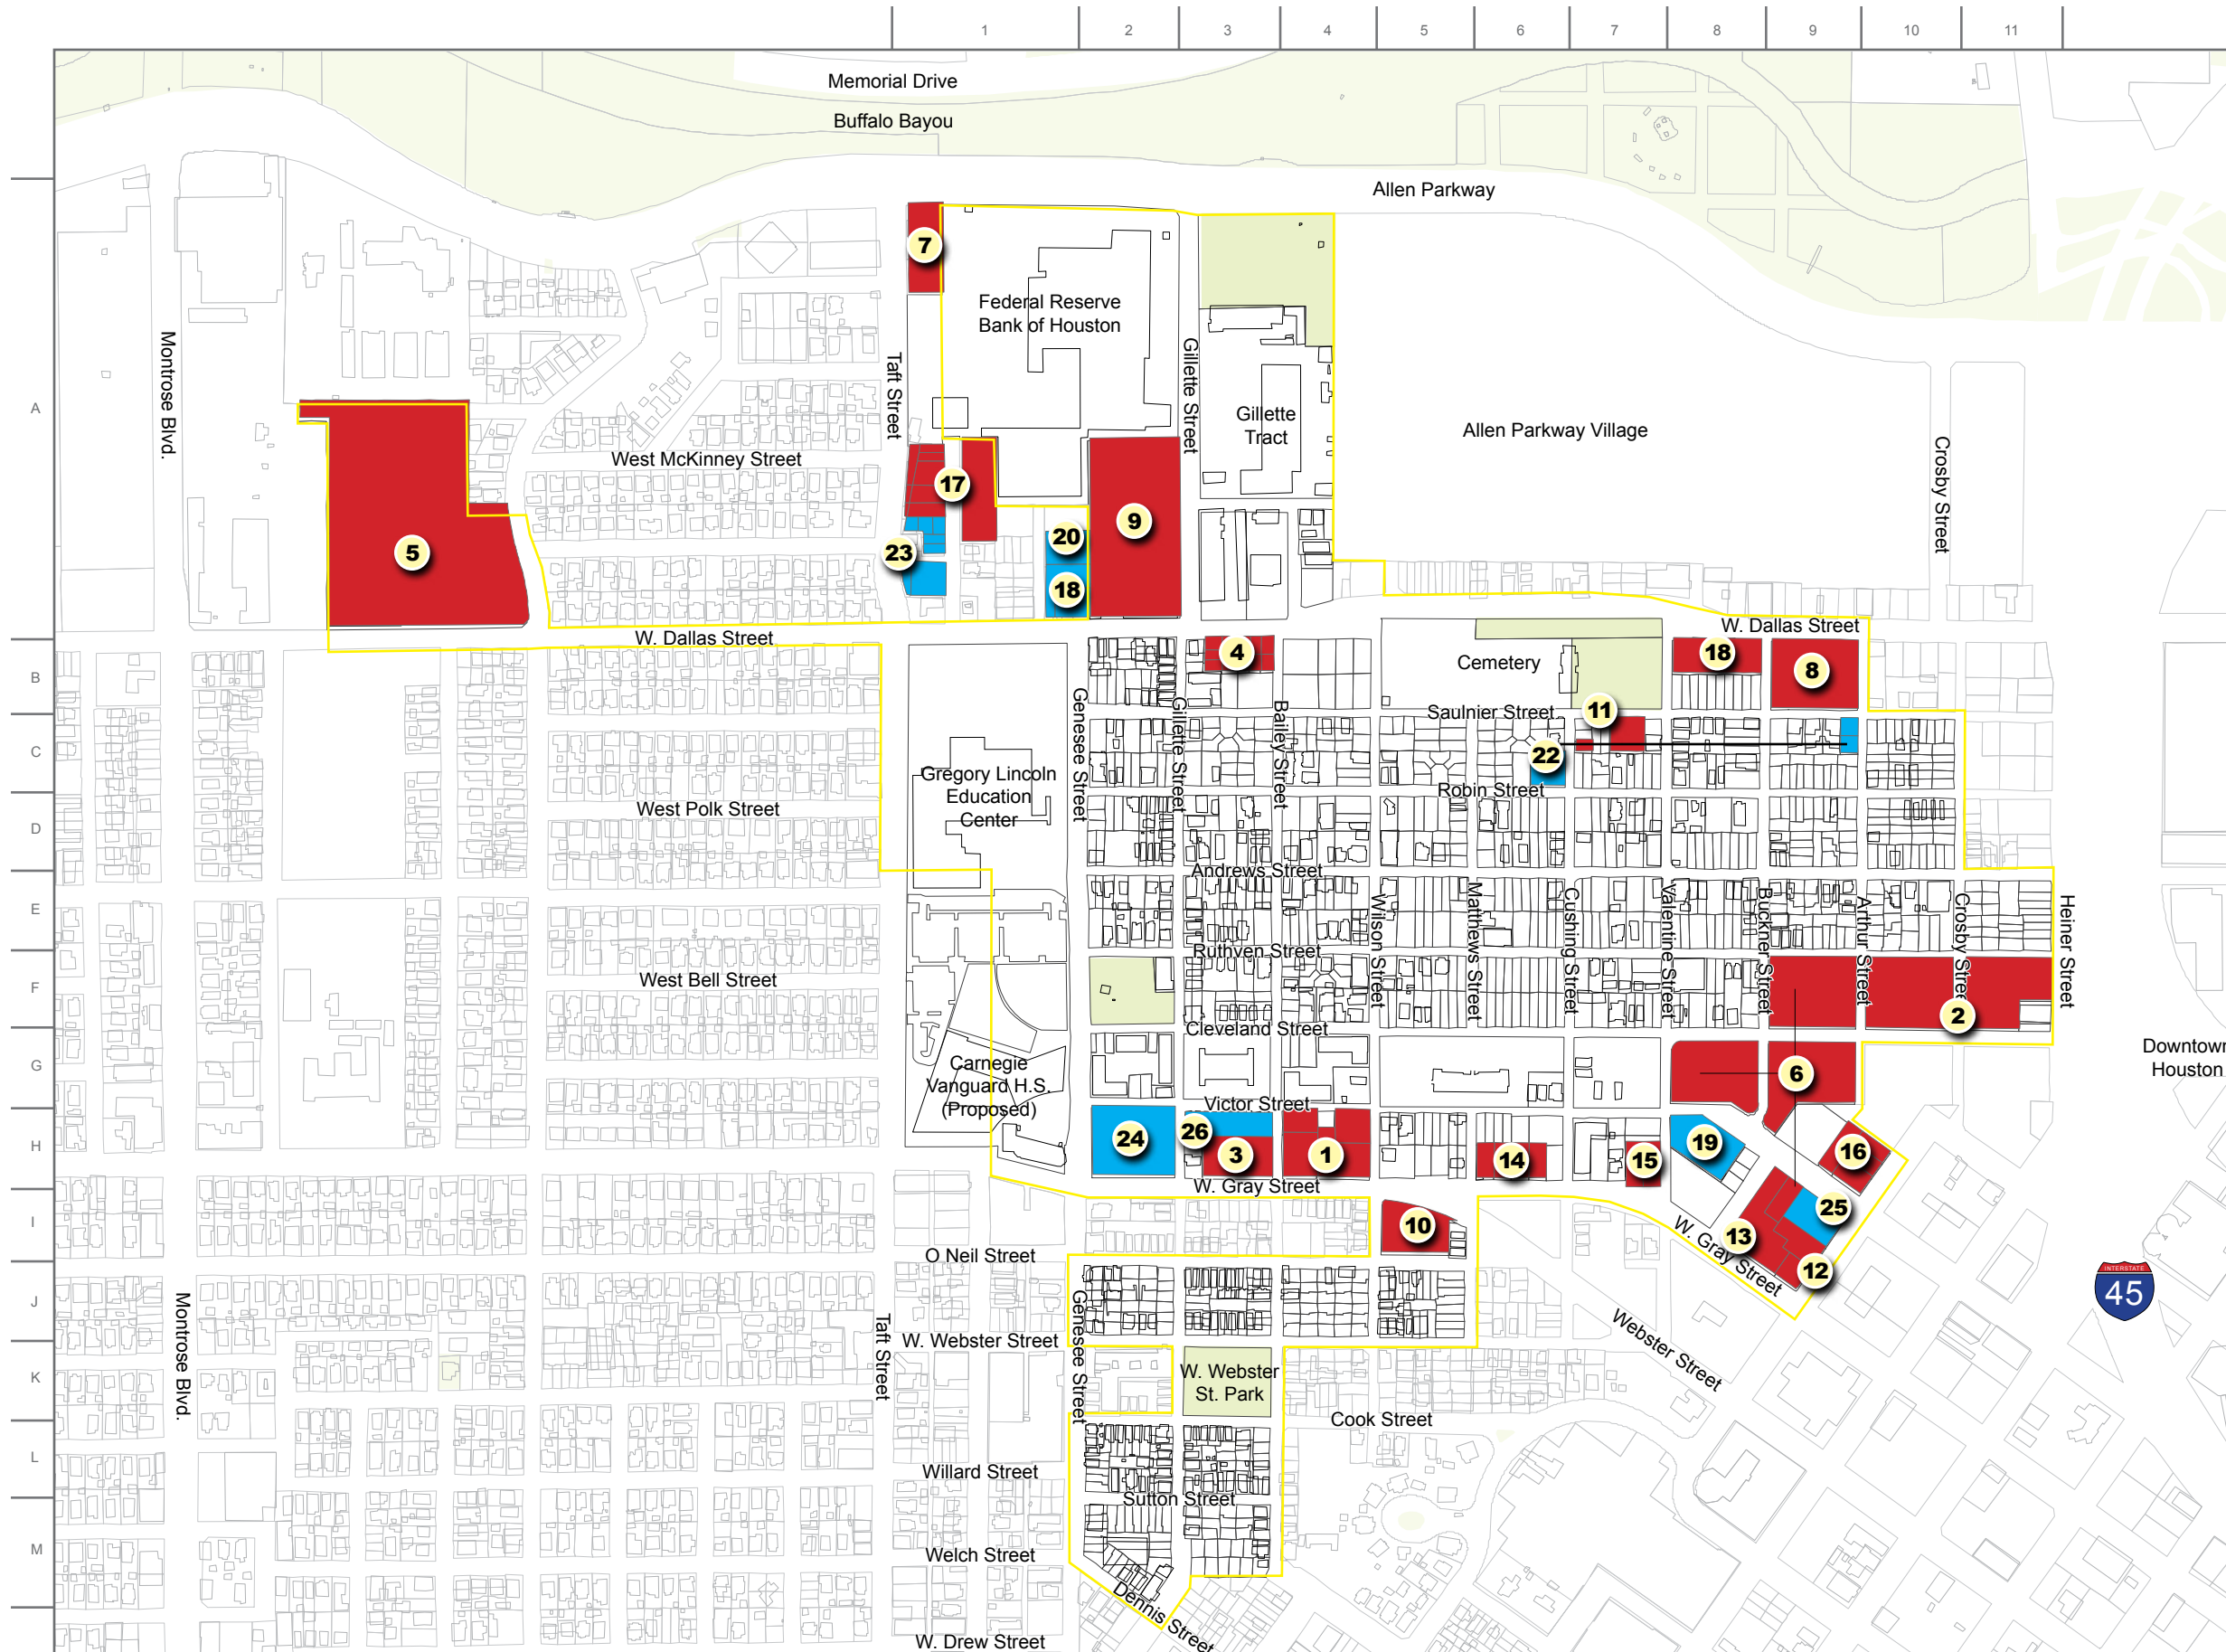 1 2 3 4 5 6 7 8 9 10 11
Memorial Drive
Buffalo Bayou
Allen Parkway
7
Federal Reserve
Bank of Houston
Montrose Blvd.
Taft Street
Gillette Street
A
Gillette
Tract
Allen Parkway Village
Crosby Street
West McKinney Street
17
9
20
5
23
18
W. Dallas Street
W. Dallas Street
B
4
Cemetery
18
8
Genesee Street
Gillette Street
Bailey Street
Saulnier Street
11
C
22
Gregory Lincoln
Education
Center
Robin Street
West Polk Street
D
Andrews Street
E
Wilson Street
Matthews Street
Cushing Street
Valentine Street
Buckner Street
Arthur Street
Crosby Street
Heiner Street
Ruthven Street
West Bell Street
F
2
Cleveland Street
G
Carnegie
Vanguard H.S.
(Proposed)
6
Downtown
Houston
Victor Street
H
24
26
3
1
14
15
19
16
W. Gray Street
I
10
25
13
W. Gray Street
O Neil Street
12
INTERSTATE
45
J
Montrose Blvd.
Taft Street
Genesee Street
W. Webster Street
Webster Street
K
W. Webster
St. Park
Cook Street
L
Willard Street
Sutton Street
M
Welch Street
Dennis Street
W. Drew Street